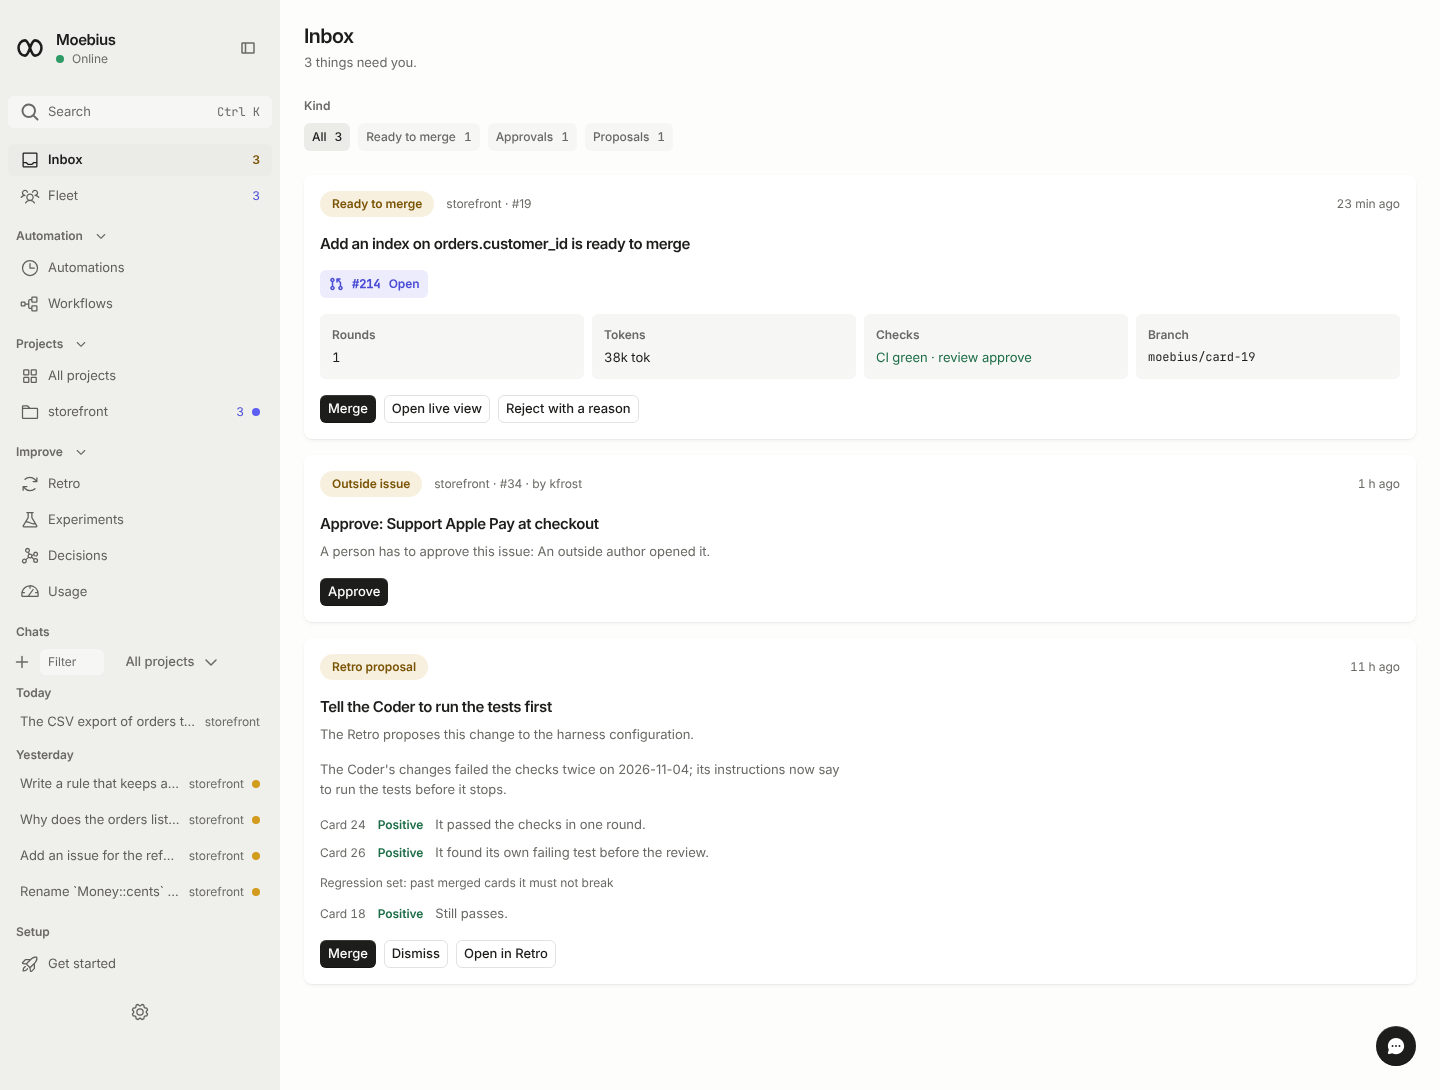 Moebius
Online
Search Ctrl K
Inbox 3
Fleet 3
Automation
Automations
Workflows
Projects
All projects
storefront 3
Improve
Retro
Experiments
Decisions
Usage
Chats
Filter All projects
Today
The CSV export of orders t... storefront
Yesterday
Write a rule that keeps a... storefront
Why does the orders list... storefront
Add an issue for the ref... storefront
Rename `Money::cents` ... storefront
Setup
Get started
Inbox
3 things need you.
Kind
All 3 Ready to merge 1 Approvals 1 Proposals 1
Ready to merge storefront · #19 23 min ago
Add an index on orders.customer_id is ready to merge
#214 Open
Rounds Tokens Checks Branch
1 38k tok CI green · review approve moebius/card-19
Merge Open live view Reject with a reason
Outside issue storefront · #34 · by kfrost 1 h ago
Approve: Support Apple Pay at checkout
A person has to approve this issue: An outside author opened it.
Approve
Retro proposal 11 h ago
Tell the Coder to run the tests first
The Retro proposes this change to the harness configuration.
The Coder's changes failed the checks twice on 2026-11-04; its instructions now say
to run the tests before it stops.
Card 24 Positive It passed the checks in one round.
Card 26 Positive It found its own failing test before the review.
Regression set: past merged cards it must not break
Card 18 Positive Still passes.
Merge Dismiss Open in Retro